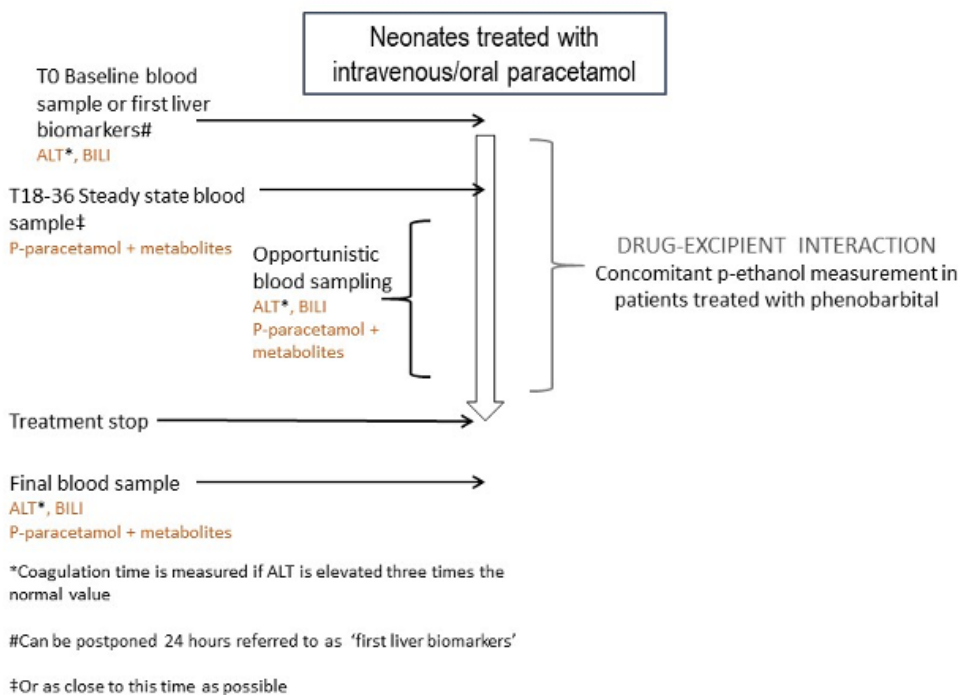 Neonates treated with
intravenous/oral paracetamol
T0 Baseline blood
sample or first liver
biomarkers#
ALT*, BILI
T18-36 Steady state blood
sample‡
P-paracetamol + metabolites
Opportunistic
blood sampling
ALT*, BILI
P-paracetamol +
metabolites
DRUG-EXCIPIENT INTERACTION
Concomitant p-ethanol measurement in
patients treated with phenobarbital
Treatment stop
Final blood sample
ALT*, BILI
P-paracetamol + metabolites
*Coagulation time is measured if ALT is elevated three times the
normal value
#Can be postponed 24 hours referred to as ‘first liver biomarkers’
‡Or as close to this time as possible